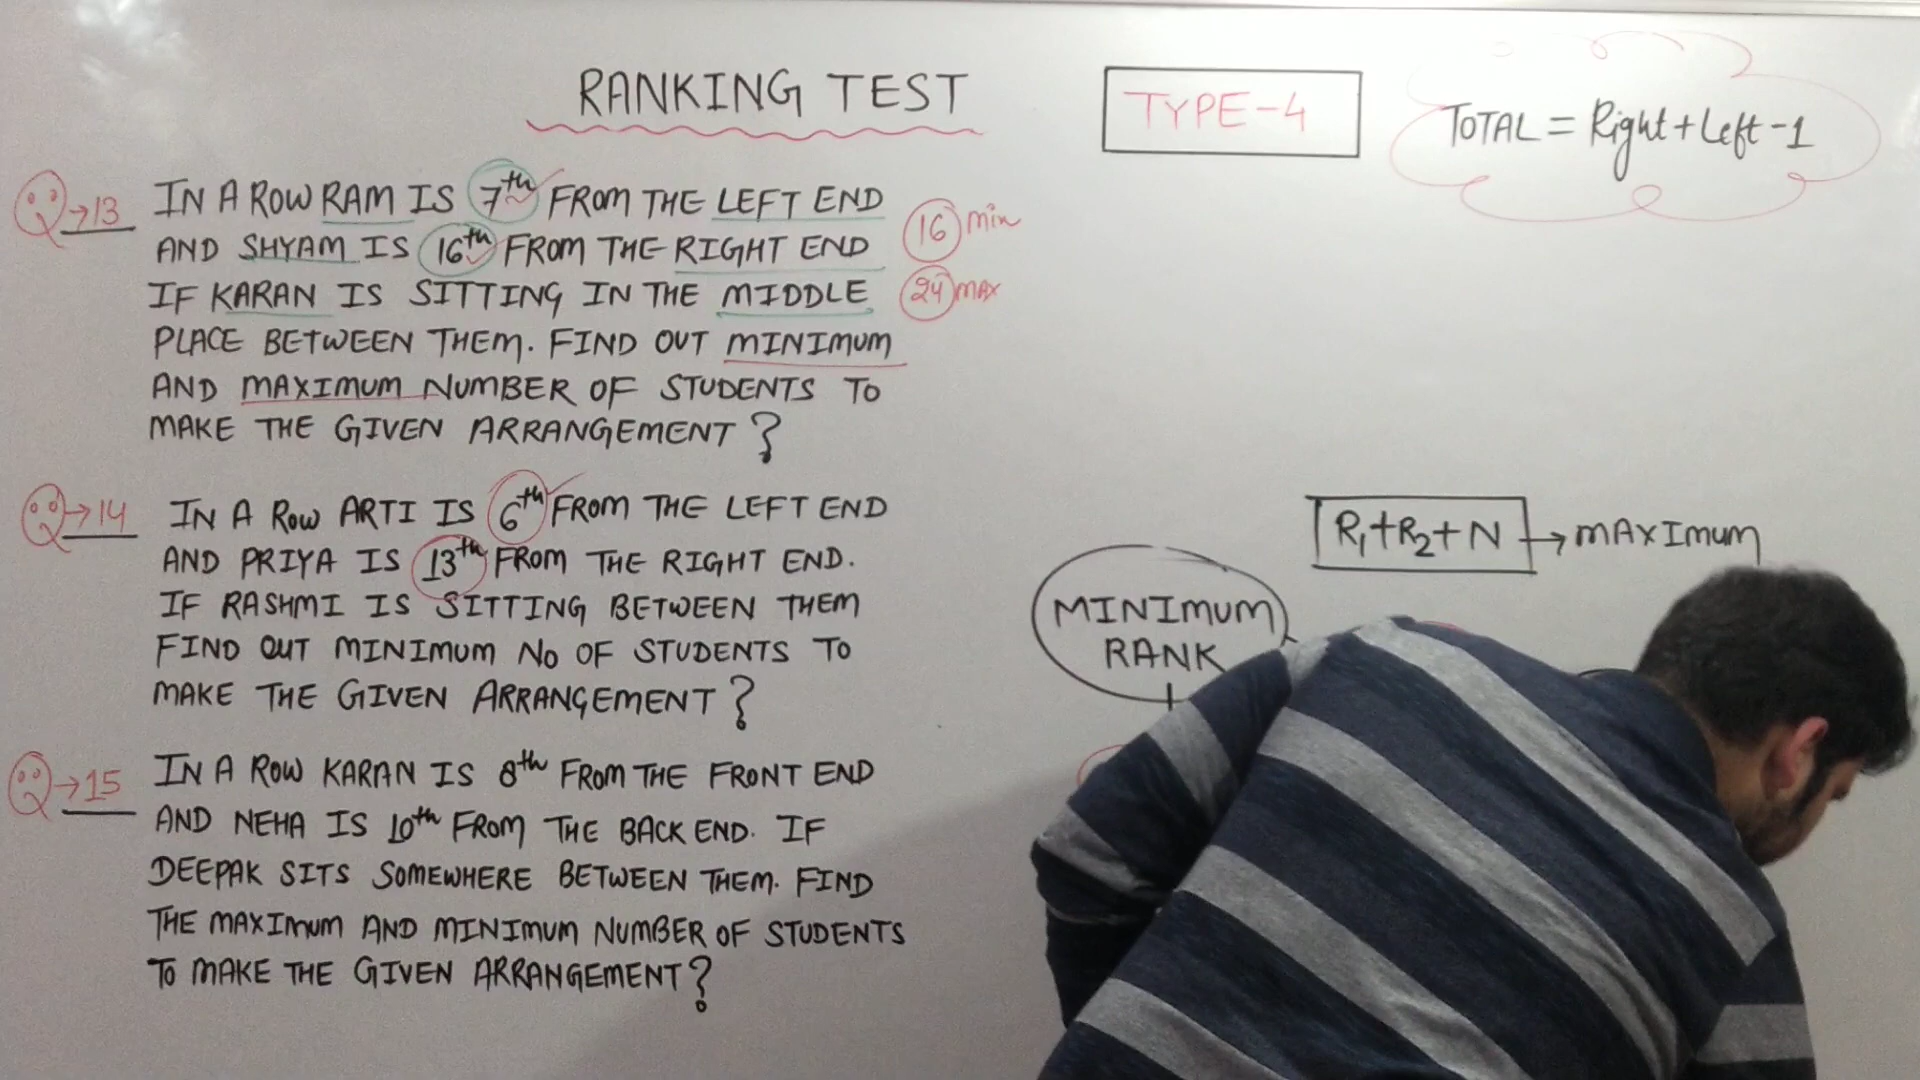 RANKING TEST
TYPE-4
TOTAL = Right + Left - 1
Q→13 IN A ROW RAM IS 7th FROM THE LEFT END
AND SHYAM IS 16th FROM THE RIGHT END
IF KARAN IS SITTING IN THE MIDDLE
PLACE BETWEEN THEM. FIND OUT MINIMUM
AND MAXIMUM NUMBER OF STUDENTS TO
MAKE THE GIVEN ARRANGEMENT?
16 min
24 max
Q→14 IN A ROW ARTI IS 6th FROM THE LEFT END
AND PRIYA IS 13th FROM THE RIGHT END.
IF RASHMI IS SITTING BETWEEN THEM
FIND OUT MINIMUM NO OF STUDENTS TO
MAKE THE GIVEN ARRANGEMENT?
Q→15 IN A ROW KARAN IS 8th FROM THE FRONT END
AND NEHA IS 10th FROM THE BACK END. IF
DEEPAK SITS SOMEWHERE BETWEEN THEM. FIND
THE MAXIMUM AND MINIMUM NUMBER OF STUDENTS
TO MAKE THE GIVEN ARRANGEMENT?
R1+R2+N → MAXIMUM
MINIMUM
RANK